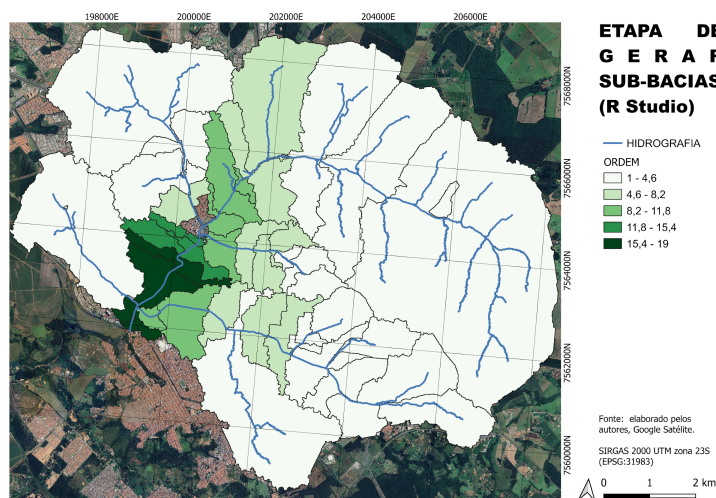 198000E 200000E 202000E 204000E 206000E
7568000N
7566000N
7564000N
7562000N
7560000N
ETAPA DE
GERAR
SUB-BACIAS
(R Studio)
HIDROGRAFIA
ORDEM
1 - 4,6
4,6 - 8,2
8,2 - 11,8
11,8 - 15,4
15,4 - 19
Fonte: elaborado pelos
autores, Google Satélite.
SIRGAS 2000 UTM zona 23S
(EPSG:31983)
0 1 2 km